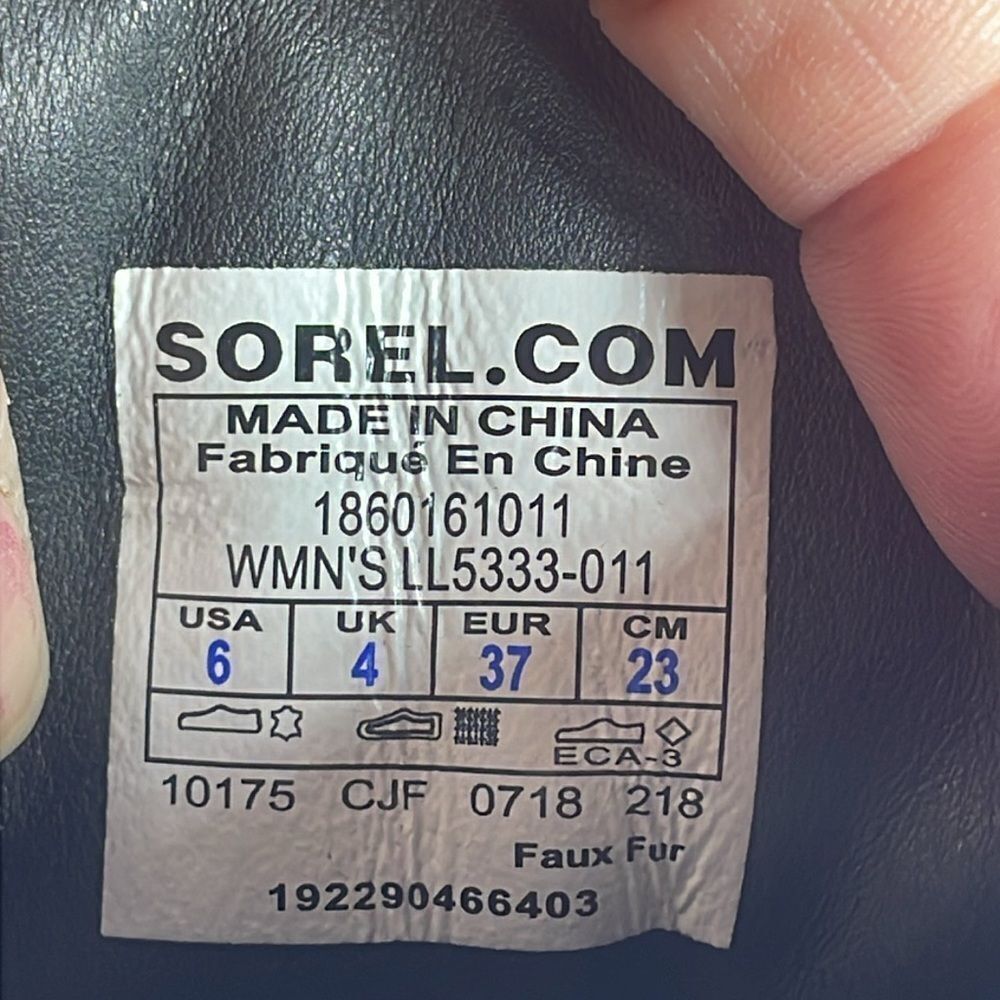 SOREL.COM
MADE IN CHINA
Fabriqué En Chine
1860161011
WMN'S LL5333-011
USA UK EUR CM
6 4 37 23
ECA-3
10175 CJF 0718 218
Faux Fur
192290466403